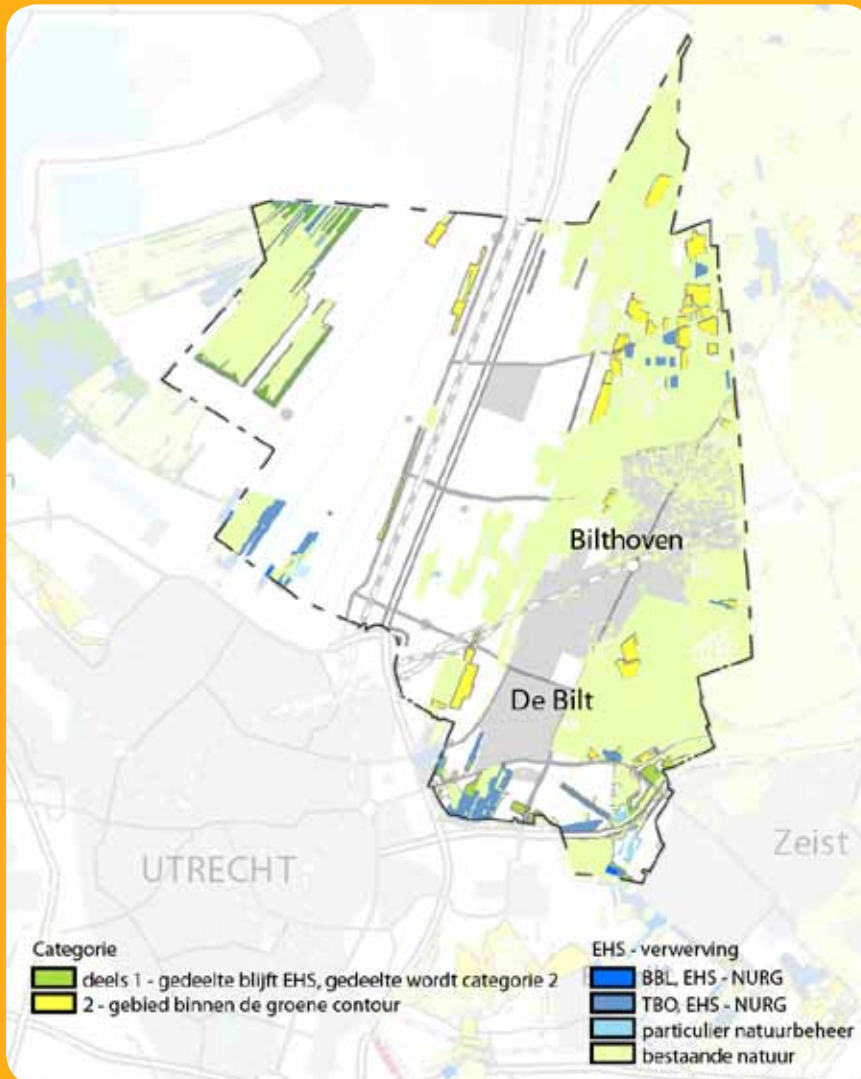 Bilthoven
De Bilt
UTRECHT
Zeist
Categorie
deels 1 - gedeelte blijft EHS, gedeelte wordt categorie 2
2 - gebied binnen de groene contour
EHS - verwerving
BBL, EHS - NURG
TBO, EHS - NURG
particulier natuurbeheer
bestaande natuur